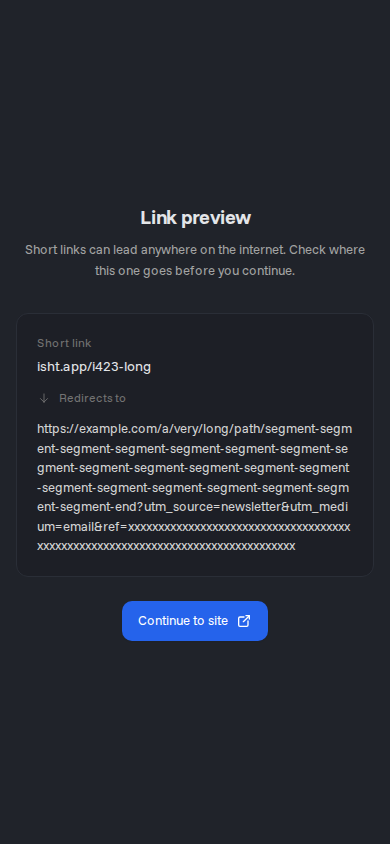 Link preview
Short links can lead anywhere on the internet. Check where
this one goes before you continue.
Short link
isht.app/i423-long
↓ Redirects to
https://example.com/a/very/long/path/segment-segm
ent-segment-segment-segment-segment-segment-se
gment-segment-segment-segment-segment-segment
-segment-segment-segment-segment-segment-segm
ent-segment-end?utm_source=newsletter&utm_medi
um=email&ref=xxxxxxxxxxxxxxxxxxxxxxxxxxxxxxxxxxxxx
xxxxxxxxxxxxxxxxxxxxxxxxxxxxxxxxxxxxxxxxxxx
Continue to site